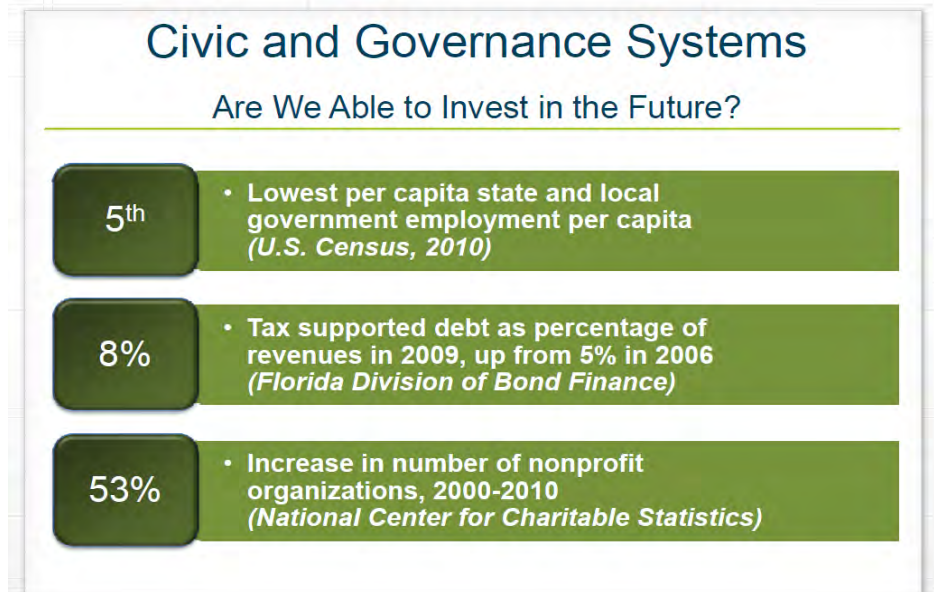 Civic and Governance Systems
Are We Able to Invest in the Future?
5th
• Lowest per capita state and local
government employment per capita
(U.S. Census, 2010)
8%
• Tax supported debt as percentage of
revenues in 2009, up from 5% in 2006
(Florida Division of Bond Finance)
53%
• Increase in number of nonprofit
organizations, 2000-2010
(National Center for Charitable Statistics)